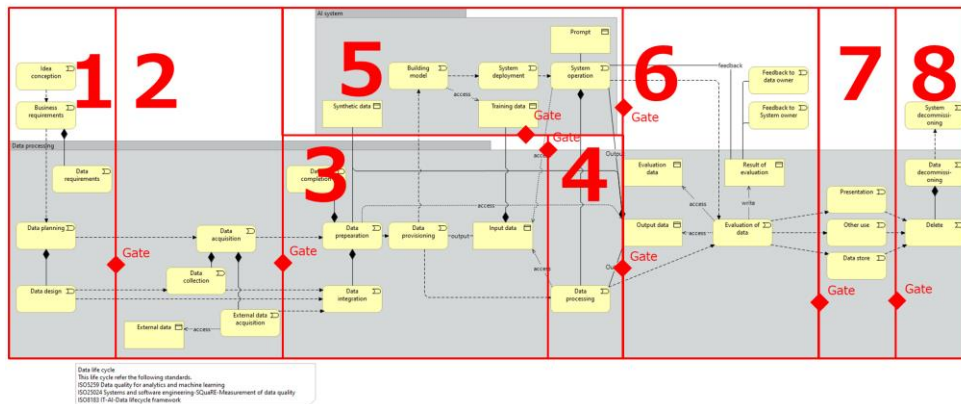 AI system
Prompt
Idea
conception
Building
model
System
deployment
System
operation
feedback
Feedback to
data owner
access
Business
requirements
Synthetic data
Training data
Feedback to
System owner
System
decommissi-
oning
Gate
Gate
Gate
Data processing
Data
requirements
Data
completion
access
Output
Evaluation
data
Result of
evaluation
Data
decommissi-
oning
access
write
Presentation
Data planning
Data
acquisition
Data
prepearation
Data
provisioning
output
Input data
access
Output data
access
Evaluation of
data
Other use
Delete
Gate
Gate
Gate
Data
collection
access
Data store
Data design
Data
integration
Data
processing
Gate
Gate
External data
access
External data
acquisition
1
2
3
4
5
6
7
8
Data life cycle
This life cycle refer the following standards.
ISO5259 Data quality for analytics and machine learning
ISO25024 Systems and software engineering-SQuaRE-Measurement of data quality
ISO8183 IT-AI-Data lifecycle framework